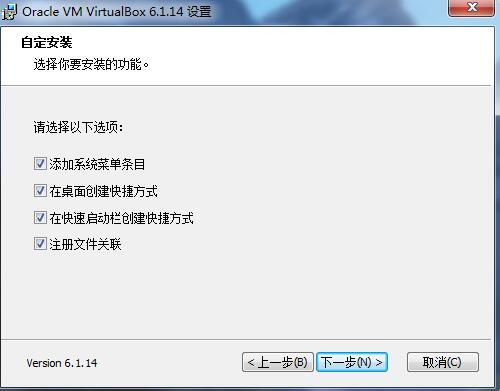 Oracle VM VirtualBox 6.1.14 设置
自定安装
选择你要安装的功能。
请选择以下选项:
添加系统菜单条目
在桌面创建快捷方式
在快速启动栏创建快捷方式
注册文件关联
Version 6.1.14
< 上一步(B) 下一步(N) > 取消(C)